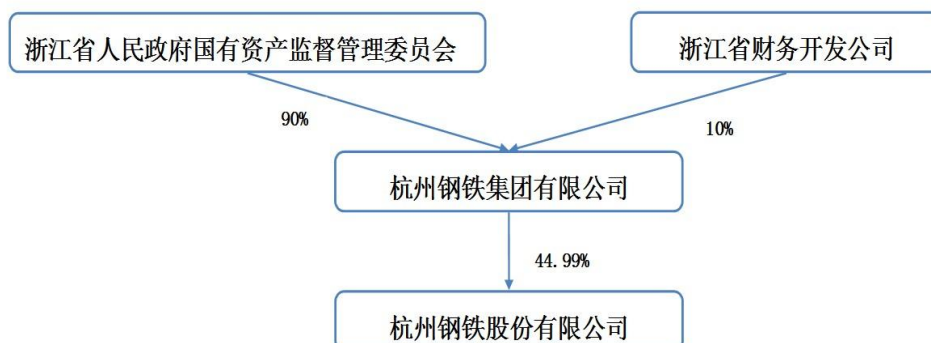 浙江省人民政府国有资产监督管理委员会
浙江省财务开发公司
90%
10%
杭州钢铁集团有限公司
44.99%
杭州钢铁股份有限公司